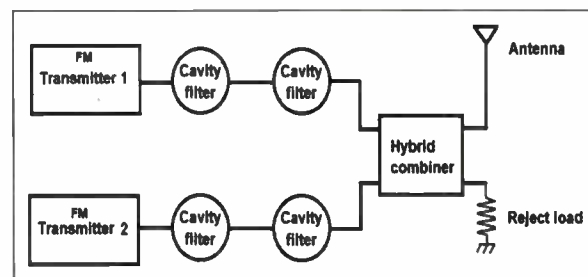 FM
Transmitter 1
Cavity
filter
Cavity
filter
Antenna
Hybrid
combiner
FM
Transmitter 2
Cavity
filter
Cavity
filter
Reject load